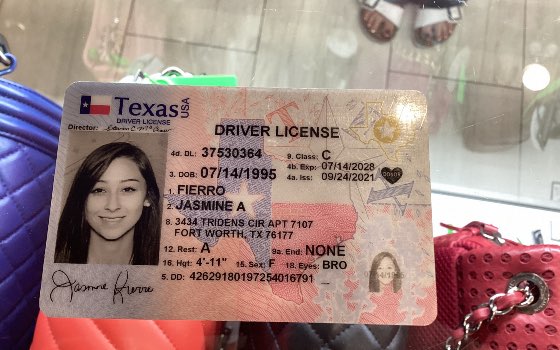 Texas USA
DRIVER LICENSE
Director:
DRIVER LICENSE
4d. DL: 37530364
9. Class: C
3. DOB: 07/14/1995
4b. Exp: 07/14/2028
4a. Iss: 09/24/2021
1. FIERRO
2. JASMINE A
8. 3434 TRIDENS CIR APT 7107
FORT WORTH, TX 76177
12. Rest: A
9a. End: NONE
16. Hgt: 4'-11"
15. Sex: F
18. Eyes: BRO
5. DD: 42629180197254016791
Jasmine Fierro